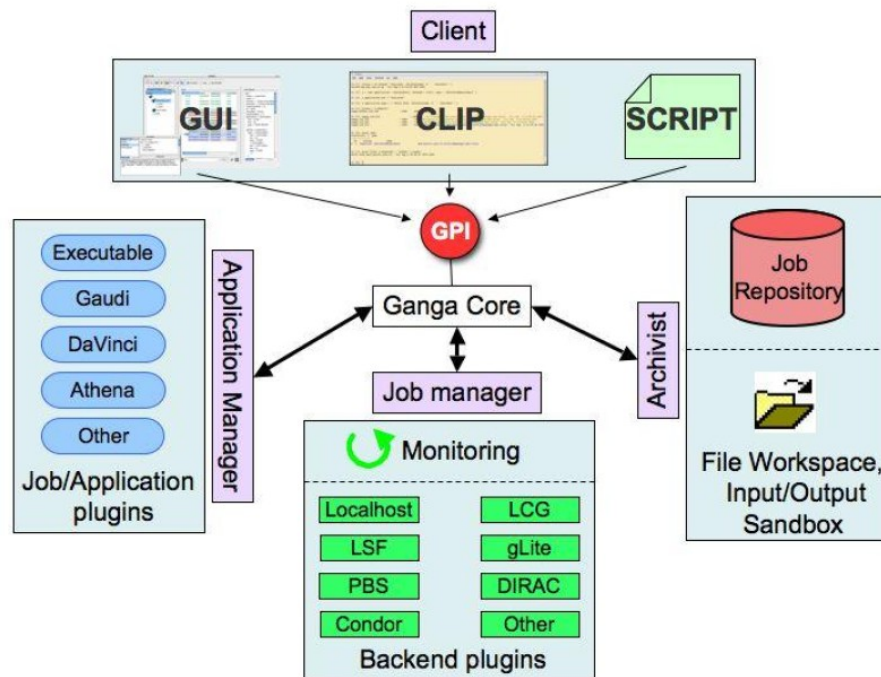 Client
GUI
CLIP
SCRIPT
GPI
Ganga Core
Application Manager
Executable
Gaudi
DaVinci
Athena
Other
Job/Application
plugins
Job manager
Monitoring
Localhost
LCG
LSF
gLite
PBS
DIRAC
Condor
Other
Backend plugins
Archivist
Job
Repository
File Workspace,
Input/Output
Sandbox